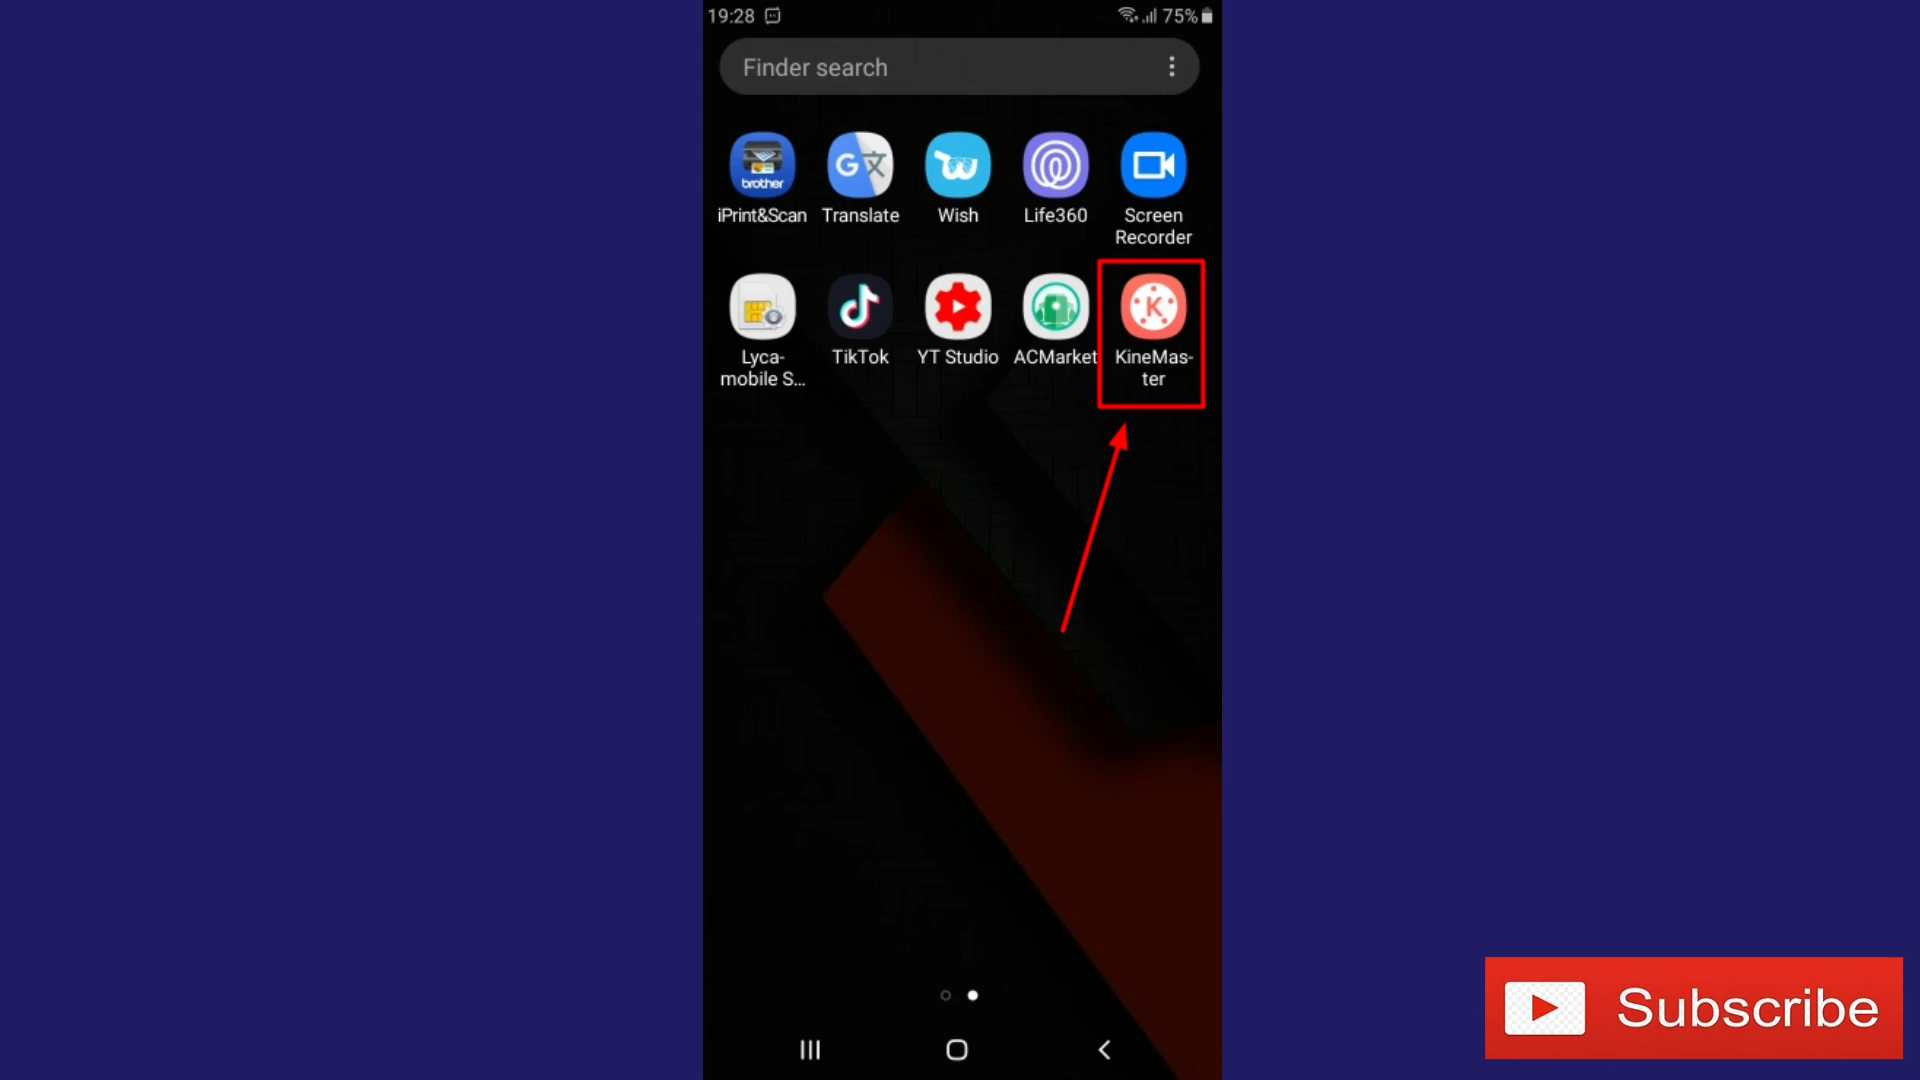 19:28
75%
Finder search
brother
G
iPrint&Scan Translate Wish Life360 Screen
Recorder
K
Lyca- TikTok YT Studio ACMarket KineMas-
mobile S... ter
Subscribe